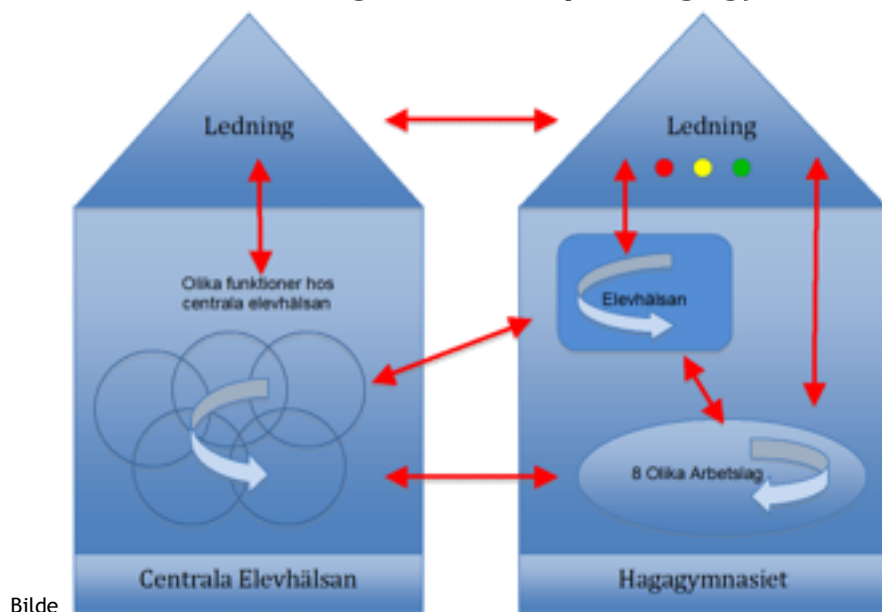 Ledning
Ledning
Olika funktioner hos
centrala elevhälsan
Elevhälsan
8 Olika Arbetslag
Centrala Elevhälsan
Hagagymnasiet
Bilde